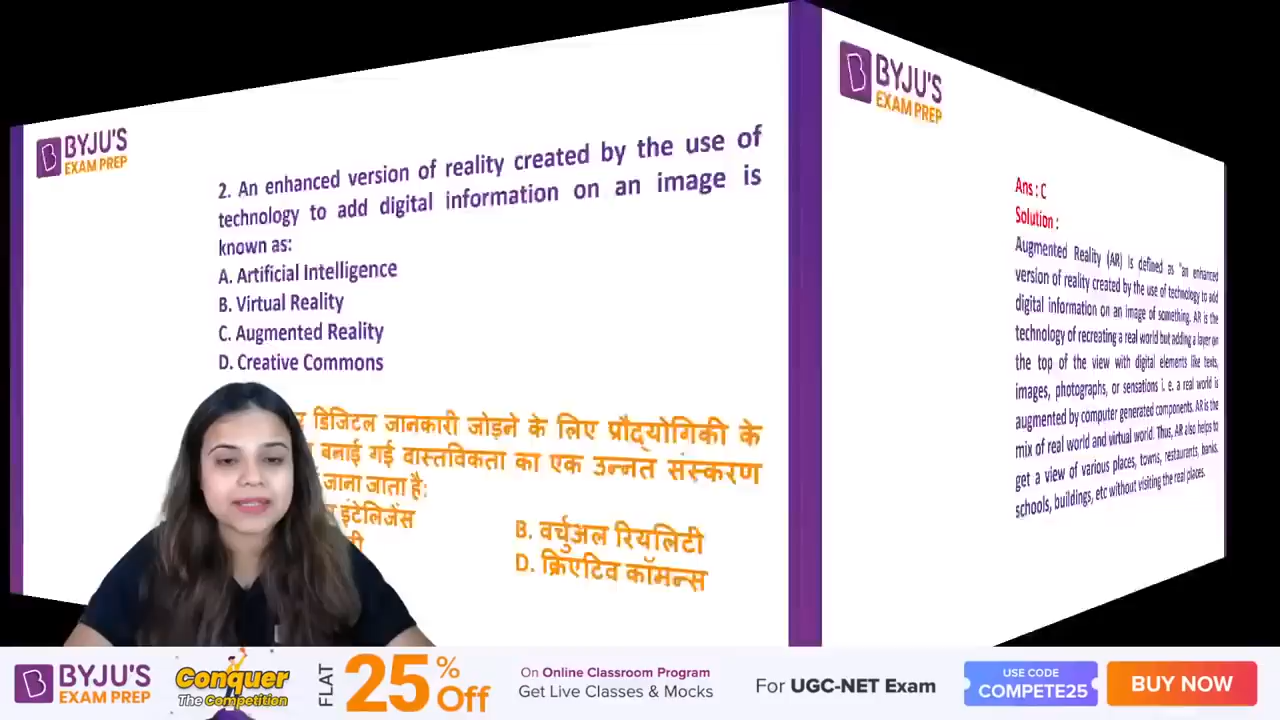 BYJU'S
EXAM PREP
2. An enhanced version of reality created by the use of
technology to add digital information on an image is
known as:
A. Artificial Intelligence
B. Virtual Reality
C. Augmented Reality
D. Creative Commons
डिजिटल जानकारी जोड़ने के लिए प्रौद्योगिकी के
बनाई गई वास्तविकता का एक उन्नत संस्करण
जाना जाता है:
इंटेलिजेंस
B. वर्चुअल रियलिटी
D. क्रिएटिव कॉमन्स
BYJU'S
EXAM PREP
Ans : C
Solution :
Augmented Reality (AR) is defined as "an enhanced
version of reality created by the use of technology to add
digital information on an image of something. AR is the
technology of recreating a real world but adding a layer on
the top of the view with digital elements like texts,
images, photographs, or sensations i. e. a real world is
augmented by computer generated components. AR is the
mix of real world and virtual world. Thus, AR also helps to
get a view of various places, towns, restaurants, banks,
schools, buildings, etc without visiting the real places.
BYJU'S
EXAM PREP
Conquer
The Competition
FLAT
25% Off
On Online Classroom Program
Get Live Classes & Mocks
For UGC-NET Exam
USE CODE
COMPETE25
BUY NOW